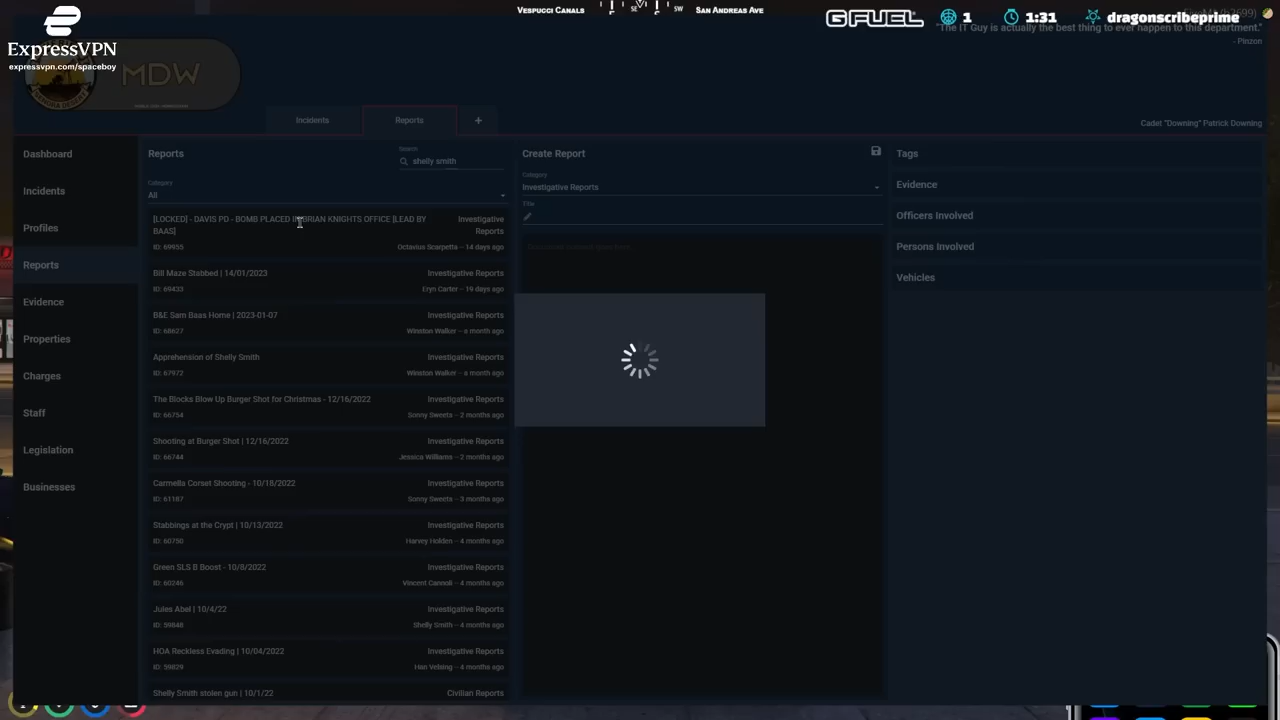 Vespucci Canals
SE
SW
San Andreas Ave
ExpressVPN
expressvpn.com/spaceboy
MDW
G FUEL
1
1:31
dragonscribeprime
"The IT Guy is actually the best thing to ever happen to this department."
- Pinzon
Incidents
Reports
+
Cadet "Downing" Patrick Downing
Dashboard
Incidents
Profiles
Reports
Evidence
Properties
Charges
Staff
Legislation
Businesses
Reports
Search
shelly smith
Category
All
[LOCKED] - DAVIS PD - BOMB PLACED IN BRIAN KNIGHTS OFFICE [LEAD BY
BAAS]
Investigative
Reports
ID: 69955
Octavius Scarpetta - 14 days ago
Bill Maze Stabbed | 14/01/2023
Investigative Reports
ID: 69433
Eryn Carter - 19 days ago
B&E Sam Baas Home | 2023-01-07
Investigative Reports
ID: 68627
Winston Walker - a month ago
Apprehension of Shelly Smith
Investigative Reports
ID: 67972
Winston Walker - a month ago
The Blocks Blow Up Burger Shot for Christmas - 12/16/2022
Investigative Reports
ID: 66754
Sonny Sweets - 2 months ago
Shooting at Burger Shot | 12/16/2022
Investigative Reports
ID: 66744
Jessica Williams - 2 months ago
Carmella Corset Shooting - 10/18/2022
Investigative Reports
ID: 61187
Sonny Sweets - 3 months ago
Stabbings at the Crypt | 10/13/2022
Investigative Reports
ID: 60750
Harvey Holden - 4 months ago
Green SLS B Boost - 10/8/2022
Investigative Reports
ID: 60246
Vincent Cannoli - 4 months ago
Jules Abel | 10/4/22
Investigative Reports
ID: 59848
Shelly Smith - 4 months ago
HOA Reckless Evading | 10/04/2022
Investigative Reports
ID: 59829
Han Velsing - 4 months ago
Shelly Smith stolen gun | 10/1/22
Civilian Reports
Create Report
Category
Investigative Reports
Title
Tags
Evidence
Officers Involved
Persons Involved
Vehicles